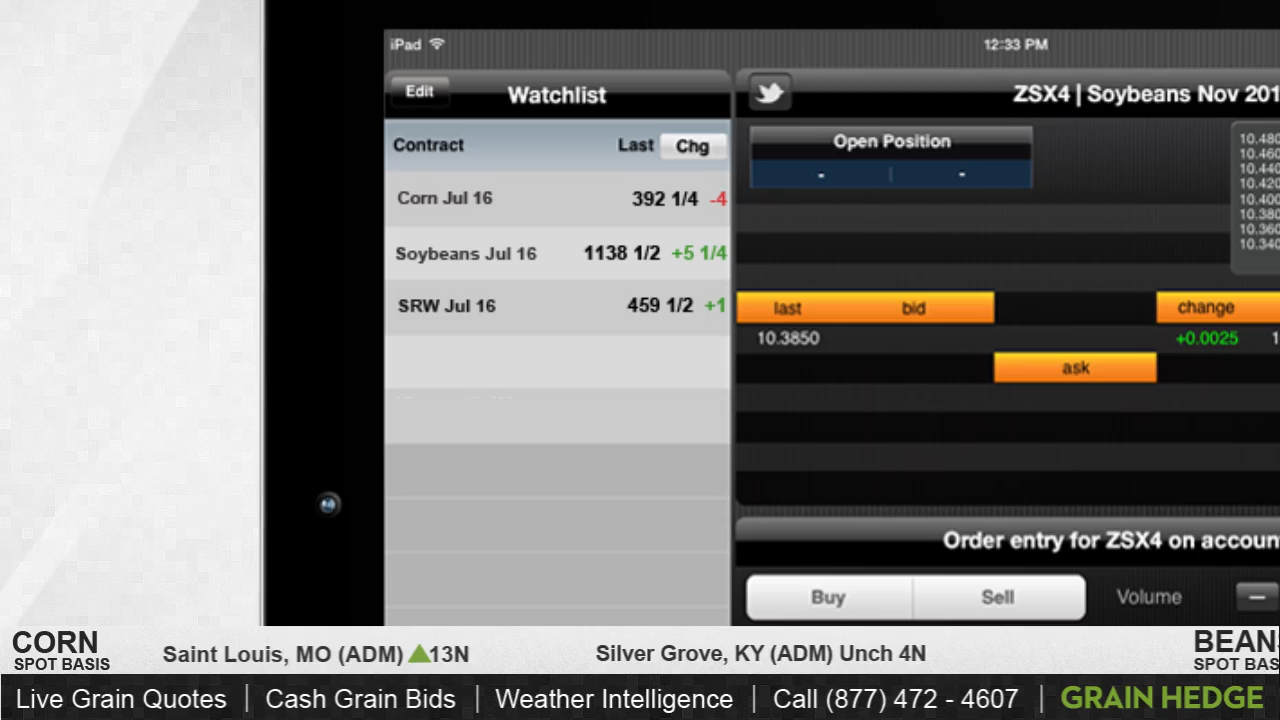 iPad
12:33 PM
Edit
Watchlist
ZSX4 | Soybeans Nov 201
Contract Last Chg
Open Position
- -
Corn Jul 16 392 1/4 -4
Soybeans Jul 16 1138 1/2 +5 1/4
SRW Jul 16 459 1/2 +1
10.480
10.460
10.440
10.420
10.400
10.380
10.360
10.340
last bid change
10.3850 +0.0025 1
ask
Order entry for ZSX4 on accoun
Buy Sell Volume −
CORN
SPOT BASIS
Saint Louis, MO (ADM) ▲13N
Silver Grove, KY (ADM) Unch 4N
BEAN
SPOT BAS
Live Grain Quotes | Cash Grain Bids | Weather Intelligence | Call (877) 472 - 4607 | GRAIN HEDGE